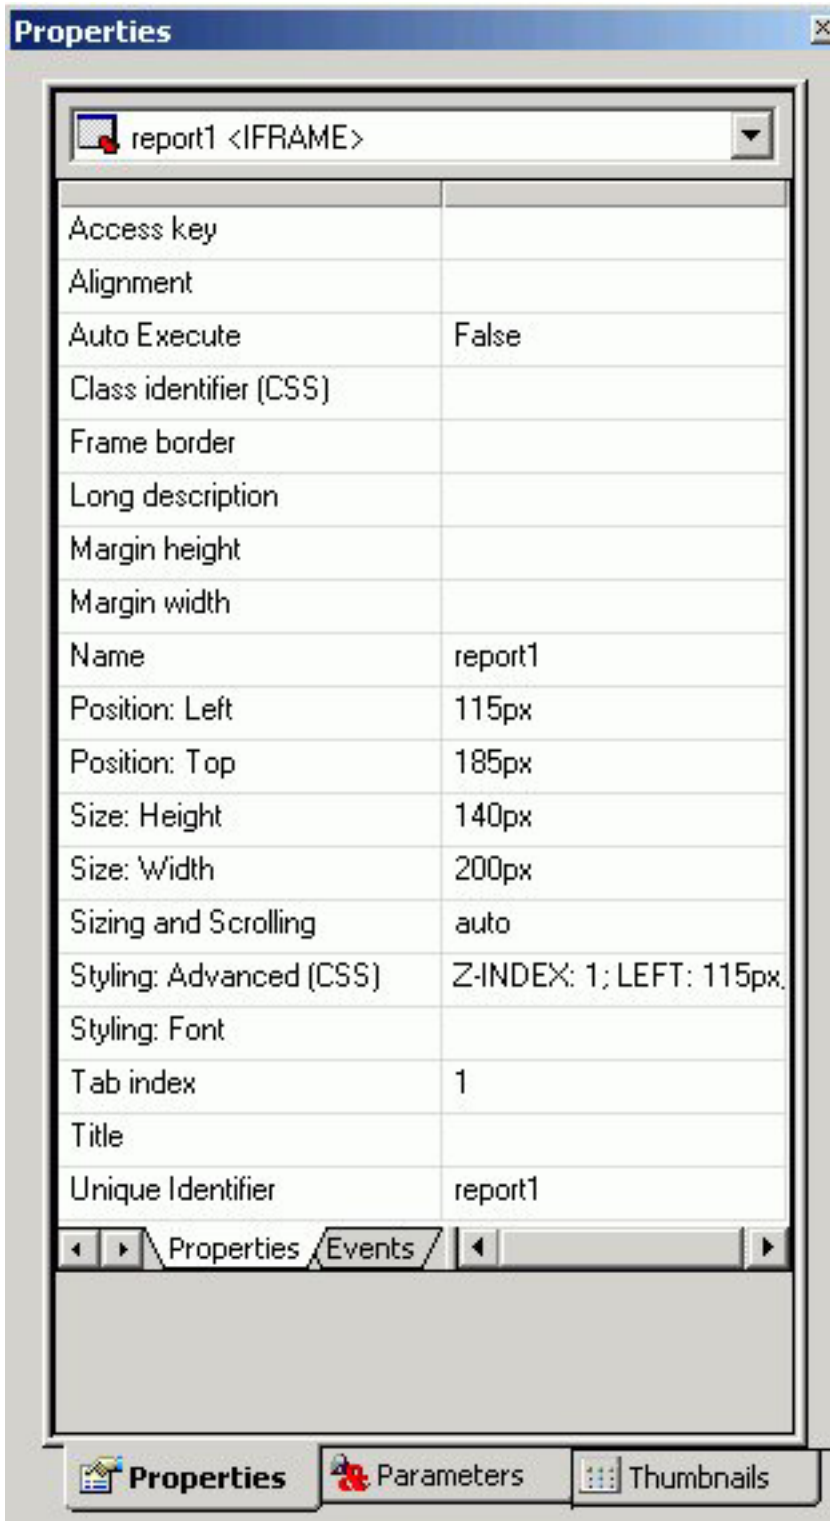 Properties
report1 <IFRAME>
Access key
Alignment
Auto Execute False
Class identifier (CSS)
Frame border
Long description
Margin height
Margin width
Name report1
Position: Left 115px
Position: Top 185px
Size: Height 140px
Size: Width 200px
Sizing and Scrolling auto
Styling: Advanced (CSS) Z-INDEX: 1; LEFT: 115px;
Styling: Font
Tab index 1
Title
Unique Identifier report1
Properties Events
Properties Parameters Thumbnails